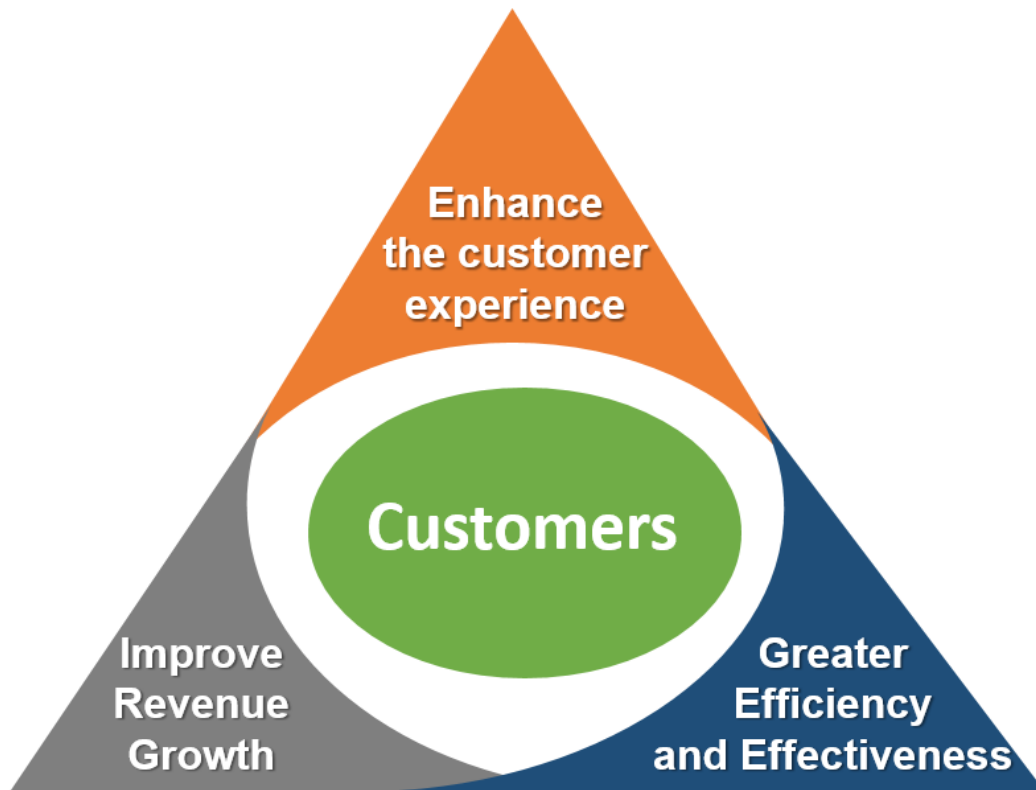 Enhance
the customer
experience
Customers
Improve
Revenue
Growth
Greater
Efficiency
and Effectiveness